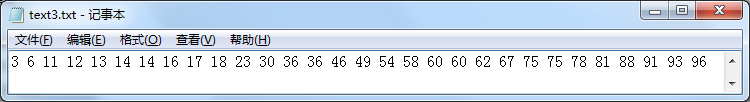 text3.txt - 记事本
文件(F) 编辑(E) 格式(O) 查看(V) 帮助(H)
3 6 11 12 13 14 14 16 17 18 23 30 36 36 46 49 54 58 60 60 62 67 75 75 78 81 88 91 93 96